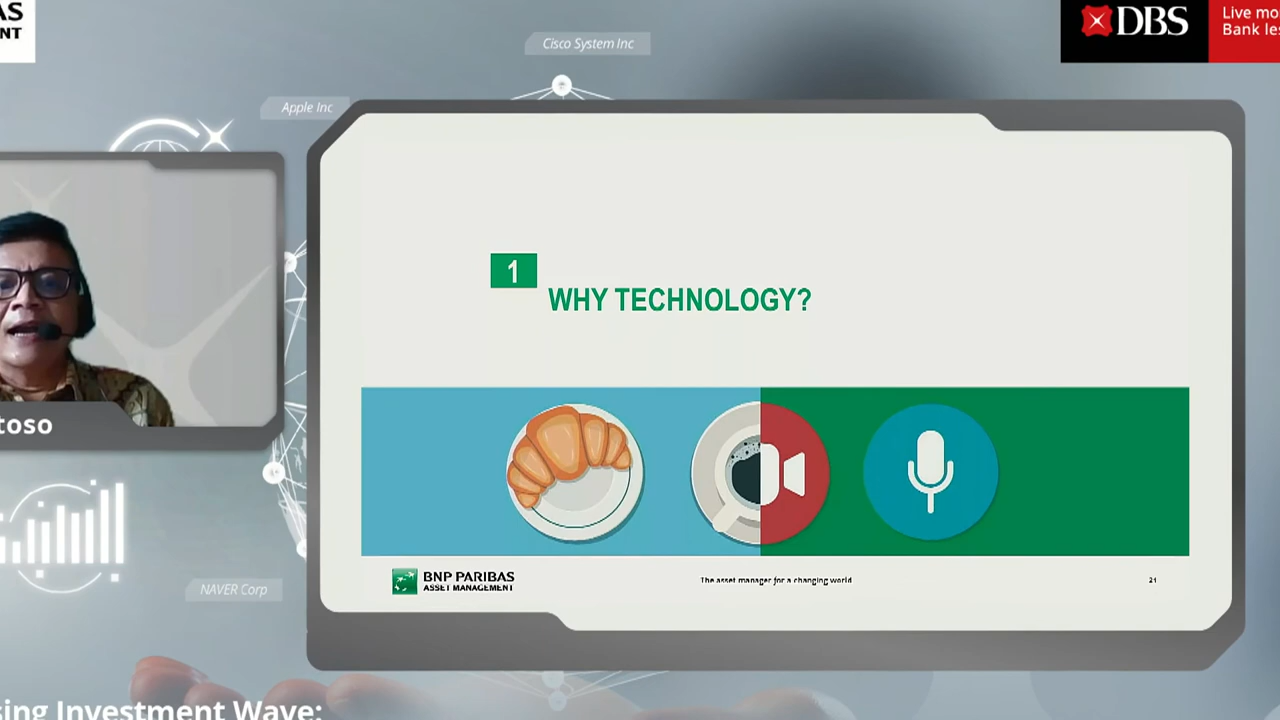 AS
NT
Cisco System Inc
DBS
Live mo
Bank les
Apple Inc
1
WHY TECHNOLOGY?
toso
NAVER Corp
BNP PARIBAS
ASSET MANAGEMENT
The asset manager for a changing world
21
sing Investment Wave: